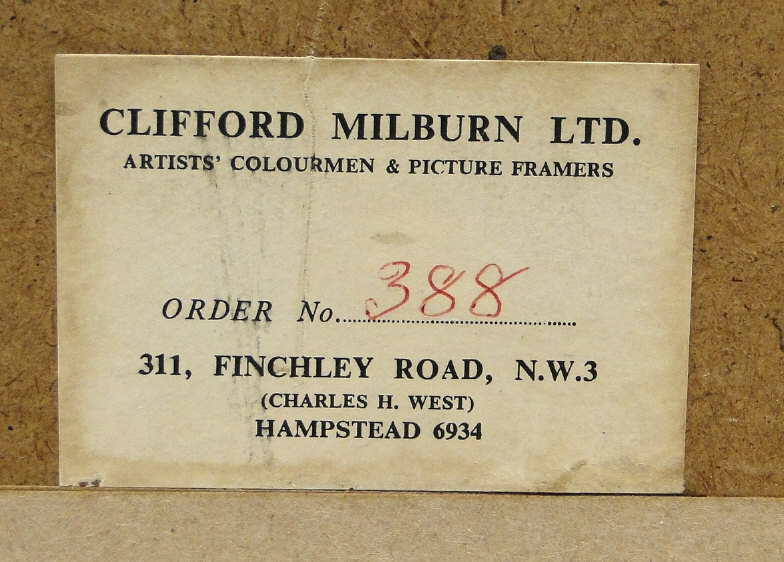 CLIFFORD MILBURN LTD.
ARTISTS' COLOURMEN & PICTURE FRAMERS
ORDER No. 388
311, FINCHLEY ROAD, N.W.3
(CHARLES H. WEST)
HAMPSTEAD 6934